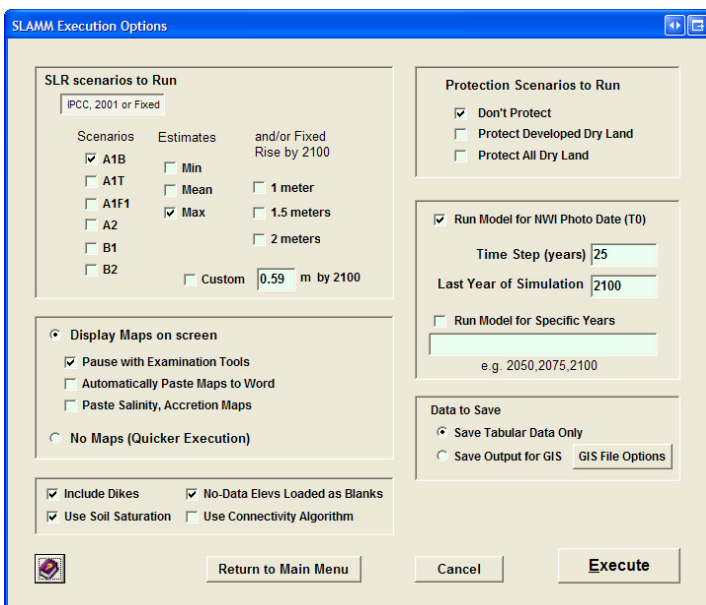 SLAMM Execution Options
SLR scenarios to Run
IPCC, 2001 or Fixed
Scenarios
A1B
A1T
A1F1
A2
B1
B2
Estimates
Min
Mean
Max
and/or Fixed
Rise by 2100
1 meter
1.5 meters
2 meters
Custom 0.59 m by 2100
Display Maps on screen
Pause with Examination Tools
Automatically Paste Maps to Word
Paste Salinity, Accretion Maps
No Maps (Quicker Execution)
Include Dikes No-Data Elevs Loaded as Blanks
Use Soil Saturation Use Connectivity Algorithm
Protection Scenarios to Run
Don't Protect
Protect Developed Dry Land
Protect All Dry Land
Run Model for NWI Photo Date (T0)
Time Step (years) 25
Last Year of Simulation 2100
Run Model for Specific Years
e.g. 2050,2075,2100
Data to Save
Save Tabular Data Only
Save Output for GIS GIS File Options
Return to Main Menu Cancel Execute